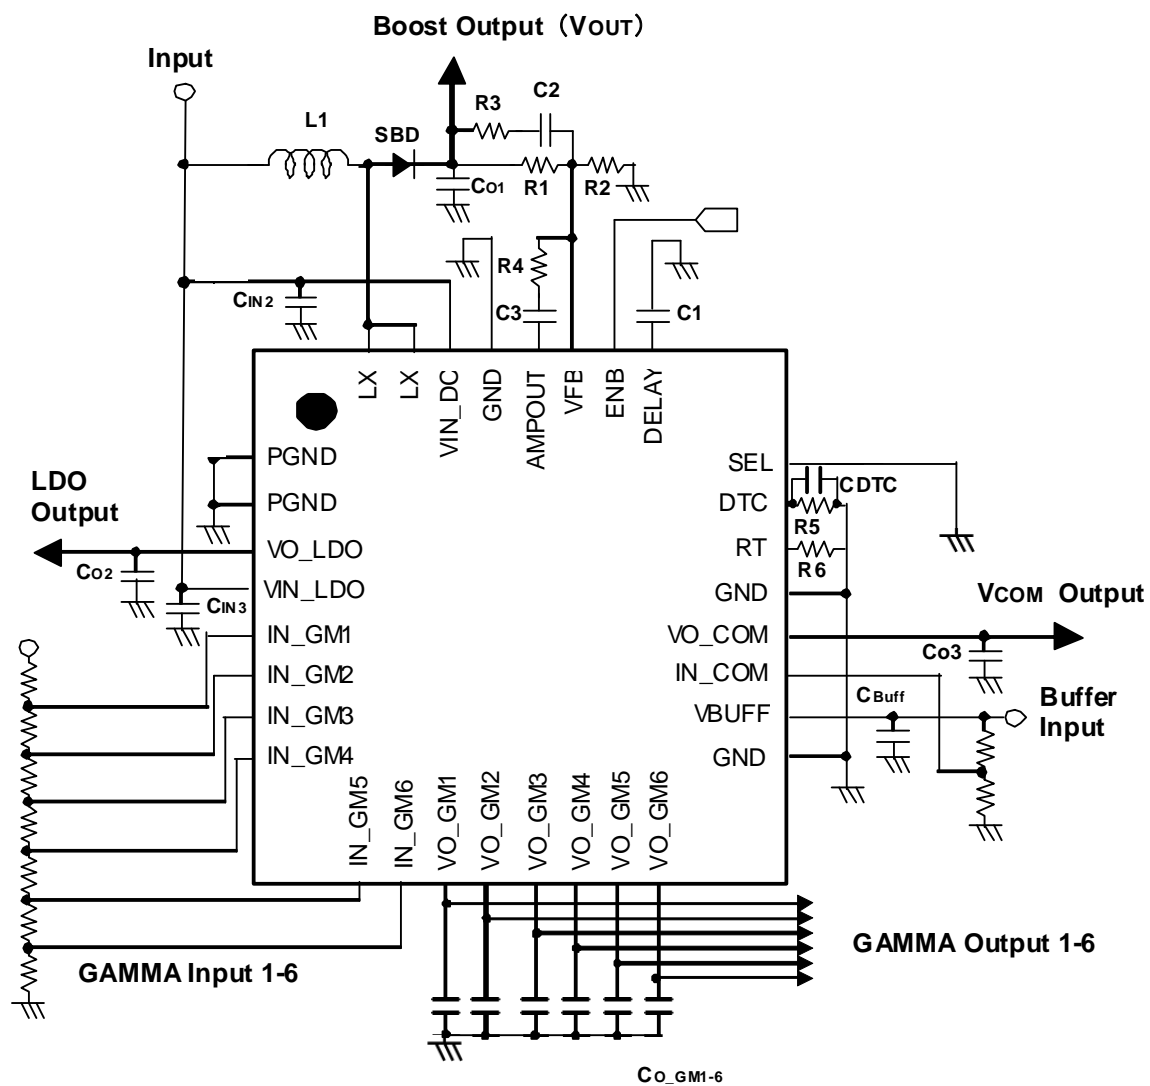 Boost Output (VOUT)
Input
L1
SBD
R3
C2
CO1
R1
R2
R4
C3
C1
CIN2
LX
LX
VIN_DC
GND
AMPOUT
VFB
ENB
DELAY
PGND
PGND
VO_LDO
VIN_LDO
IN_GM1
IN_GM2
IN_GM3
IN_GM4
LDO
Output
CO2
CIN3
SEL
DTC
RT
GND
VO_COM
IN_COM
VBUFF
GND
CDTC
R5
R6
VCOM Output
Co3
CBuff
Buffer
Input
IN_GM5
IN_GM6
VO_GM1
VO_GM2
VO_GM3
VO_GM4
VO_GM5
VO_GM6
GAMMA Input 1-6
GAMMA Output 1-6
CO_GM1-6